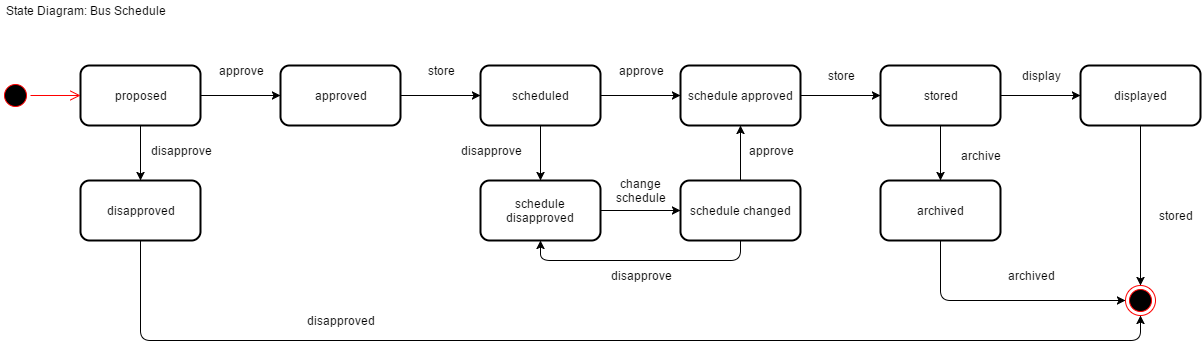 State Diagram: Bus Schedule
approve
store
approve
store
display
proposed
approved
scheduled
schedule approved
stored
displayed
disapprove
disapprove
approve
archive
change
schedule
disapproved
schedule
disapproved
schedule changed
archived
stored
disapprove
archived
disapproved